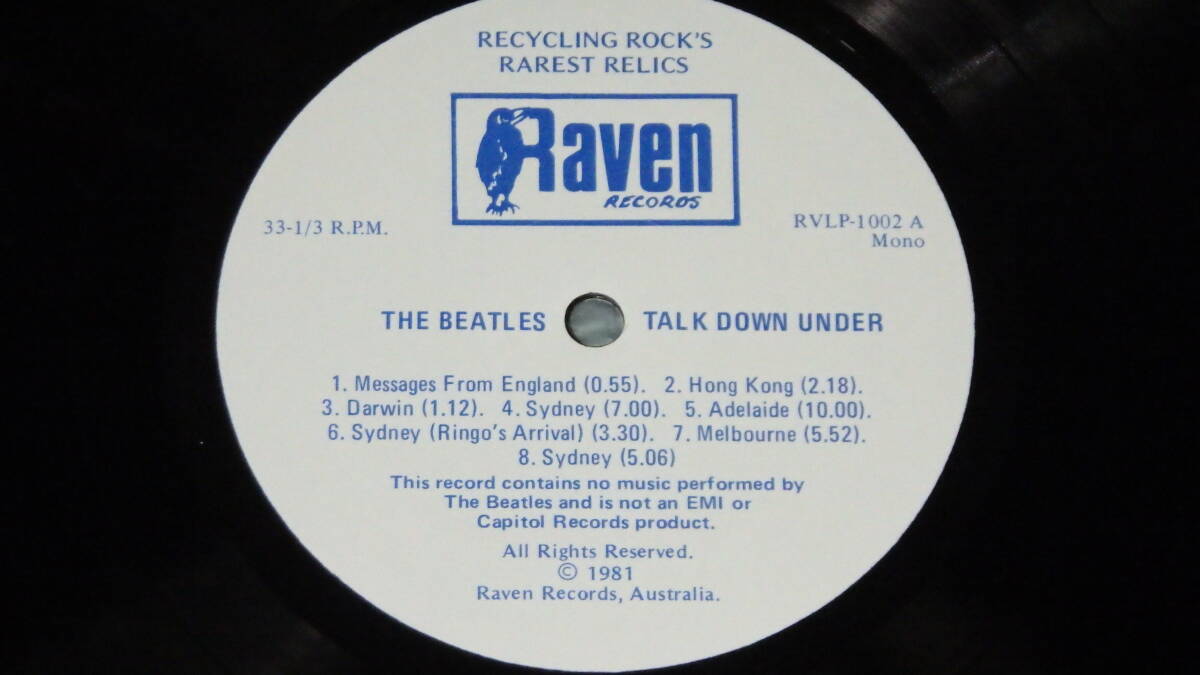 RECYCLING ROCK'S
RAREST RELICS
Raven
RECORDS
33-1/3 R.P.M.
RVLP-1002 A
Mono
THE BEATLES TALK DOWN UNDER
1. Messages From England (0.55). 2. Hong Kong (2.18).
3. Darwin (1.12). 4. Sydney (7.00). 5. Adelaide (10.00).
6. Sydney (Ringo's Arrival) (3.30). 7. Melbourne (5.52).
8. Sydney (5.06)
This record contains no music performed by
The Beatles and is not an EMI or
Capitol Records product.
All Rights Reserved.
© 1981
Raven Records, Australia.